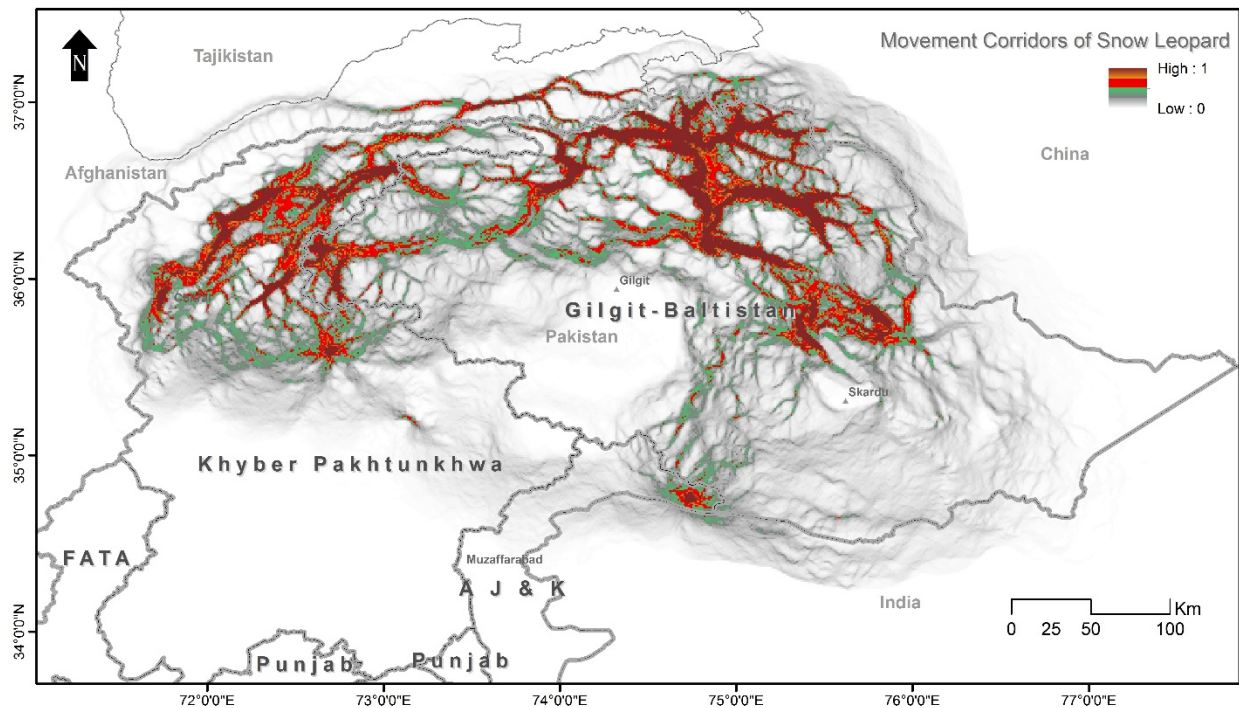 Movement Corridors of Snow Leopard
N
Tajikistan
High : 1
Low : 0
37°0'0"N
China
Afghanistan
36°0'0"N
Gilgit
Gilgit-Baltistan
Pakistan
Skardu
35°0'0"N
Khyber Pakhtunkhwa
FATA
Muzaffarabad
A J & K
India
Km
0 25 50 100
34°0'0"N
Punjab
Punjab
72°0'0"E 73°0'0"E 74°0'0"E 75°0'0"E 76°0'0"E 77°0'0"E